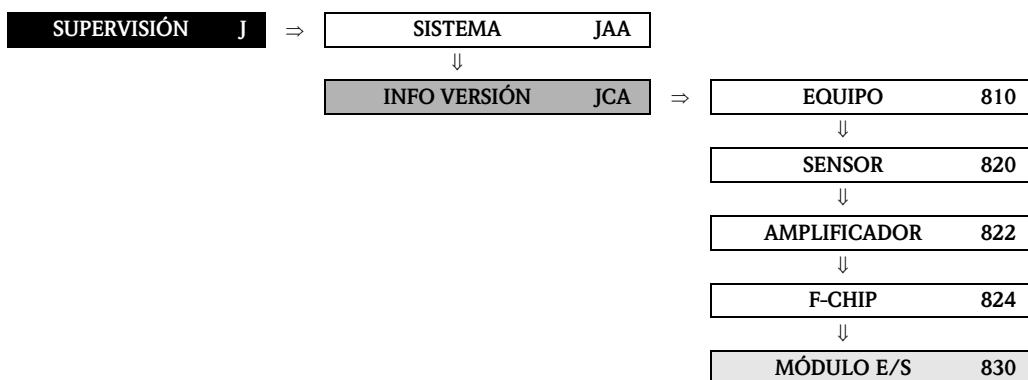 SUPERVISIÓN J ⇒ SISTEMA JAA
⇓
INFO VERSIÓN JCA ⇒ EQUIPO 810
⇓
SENSOR 820
⇓
AMPLIFICADOR 822
⇓
F-CHIP 824
⇓
MÓDULO E/S 830